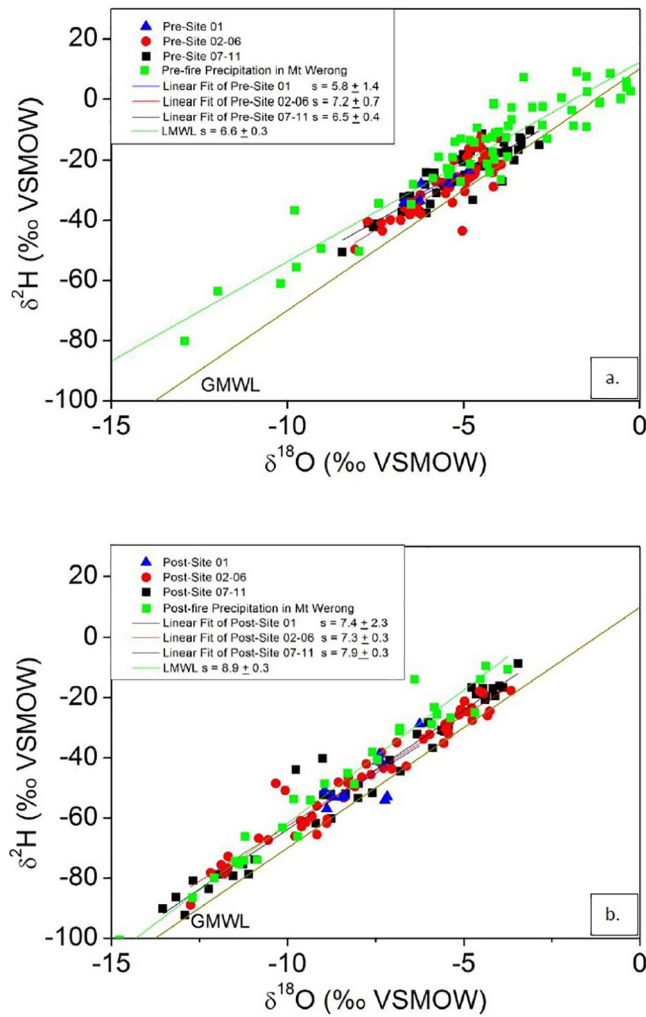 Pre-Site 01
Pre-Site 02-06
Pre-Site 07-11
Pre-fire Precipitation in Mt Werong
Linear Fit of Pre-Site 01 s = 5.8 ± 1.4
Linear Fit of Pre-Site 02-06 s = 7.2 ± 0.7
Linear Fit of Pre-Site 07-11 s = 6.5 ± 0.4
LMWL s = 6.6 ± 0.3
20
0
-20
-40
-60
-80
-100
δ²H (‰ VSMOW)
GMWL
a.
-15
-10
-5
0
δ¹⁸O (‰ VSMOW)
Post-Site 01
Post-Site 02-06
Post-Site 07-11
Post-fire Precipitation in Mt Werong
Linear Fit of Post-Site 01 s = 7.4 ± 2.3
Linear Fit of Post-Site 02-06 s = 7.3 ± 0.3
Linear Fit of Post-Site 07-11 s = 7.9 ± 0.3
LMWL s = 8.9 ± 0.3
20
0
-20
-40
-60
-80
-100
δ²H (‰ VSMOW)
GMWL
b.
-15
-10
-5
0
δ¹⁸O (‰ VSMOW)